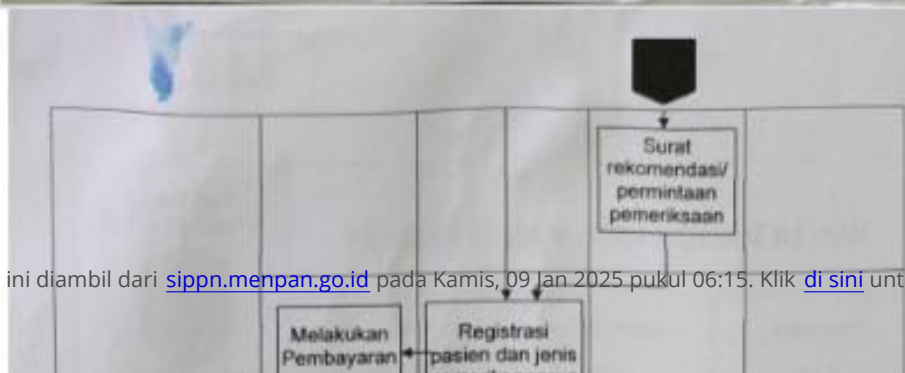 Surat
rekomendasi/
permintaan
pemeriksaan
ini diambil dari sippn.menpan.go.id pada Kamis, 09 Jan 2025 pukul 06:15. Klik di sini unt
Melakukan
Pembayaran
Registrasi
pasien dan jenis